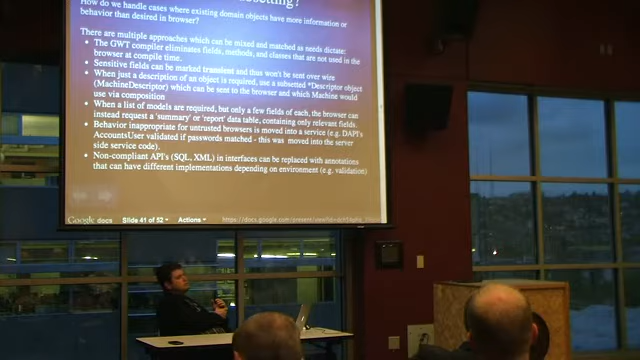 setting?
How do we handle cases where existing domain objects have more information or
behavior than desired in browser?
There are multiple approaches which can be mixed and matched as needs dictate:
• The GWT compiler eliminates fields, methods, and classes that are not used in the
browser at compile time.
• Sensitive fields can be marked transient and thus won't be sent over wire
• When just a description of an object is required, use a subsetted *Descriptor object
(MachineDescriptor) which can be sent to the browser and which Machine would
use via composition
• When a list of models are required, but only a few fields of each, the browser can
instead request a 'summary' or 'report' data table, containing only relevant fields.
• Behavior inappropriate for untrusted browsers is moved into a service (e.g. DAPI's
AccountsUser validated if passwords matched - this was moved into the server
side service code).
• Non-compliant API's (SQL, XML) in interfaces can be replaced with annotations
that can have different implementations depending on environment (e.g. validation)
Google docs Slide 41 of 52 Actions https://docs.google.com/present/view?id=